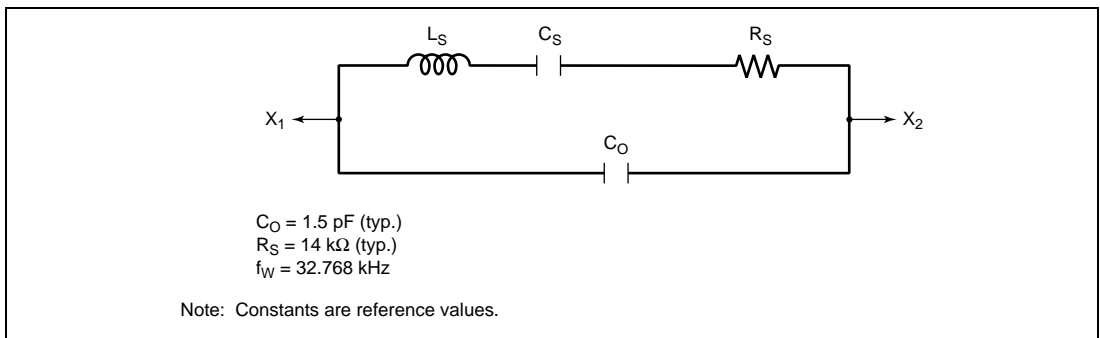 L_S C_S R_S
X_1 X_2
C_O
C_O = 1.5 pF (typ.)
R_S = 14 kΩ (typ.)
f_W = 32.768 kHz
Note: Constants are reference values.